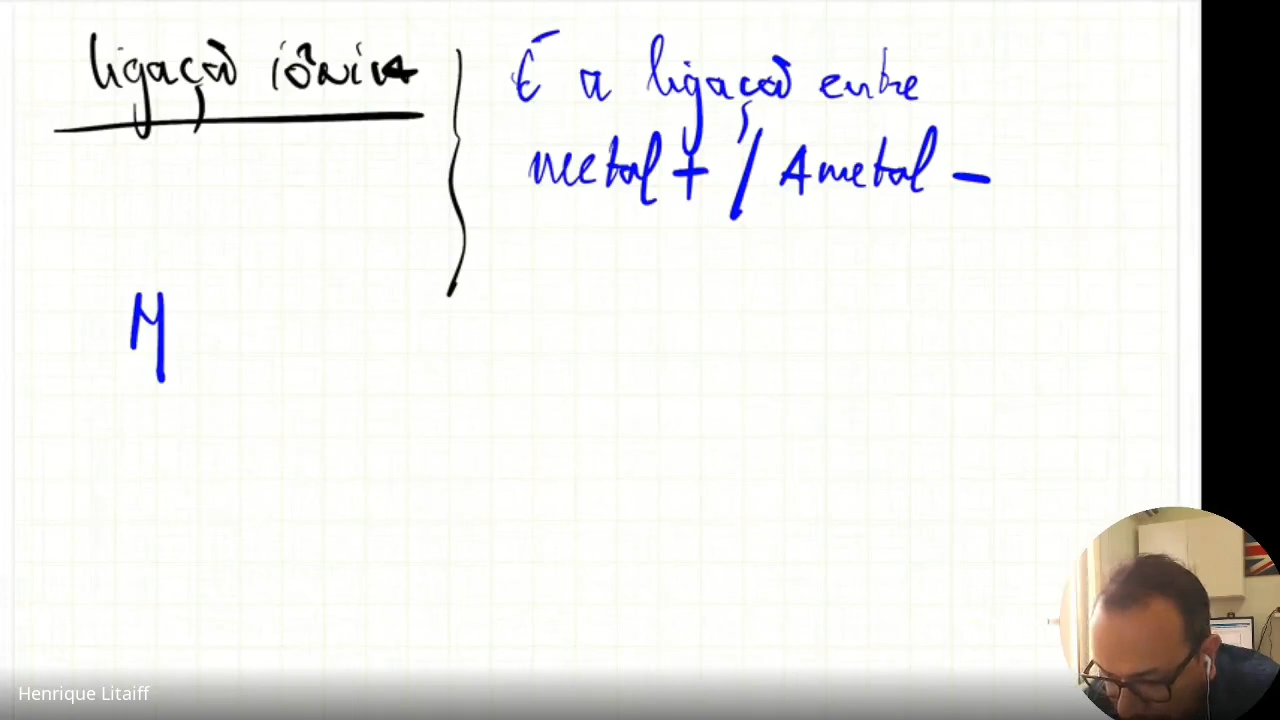 ligação iônica
É a ligação entre
metal + / Ametal -
M
Henrique Litaiff